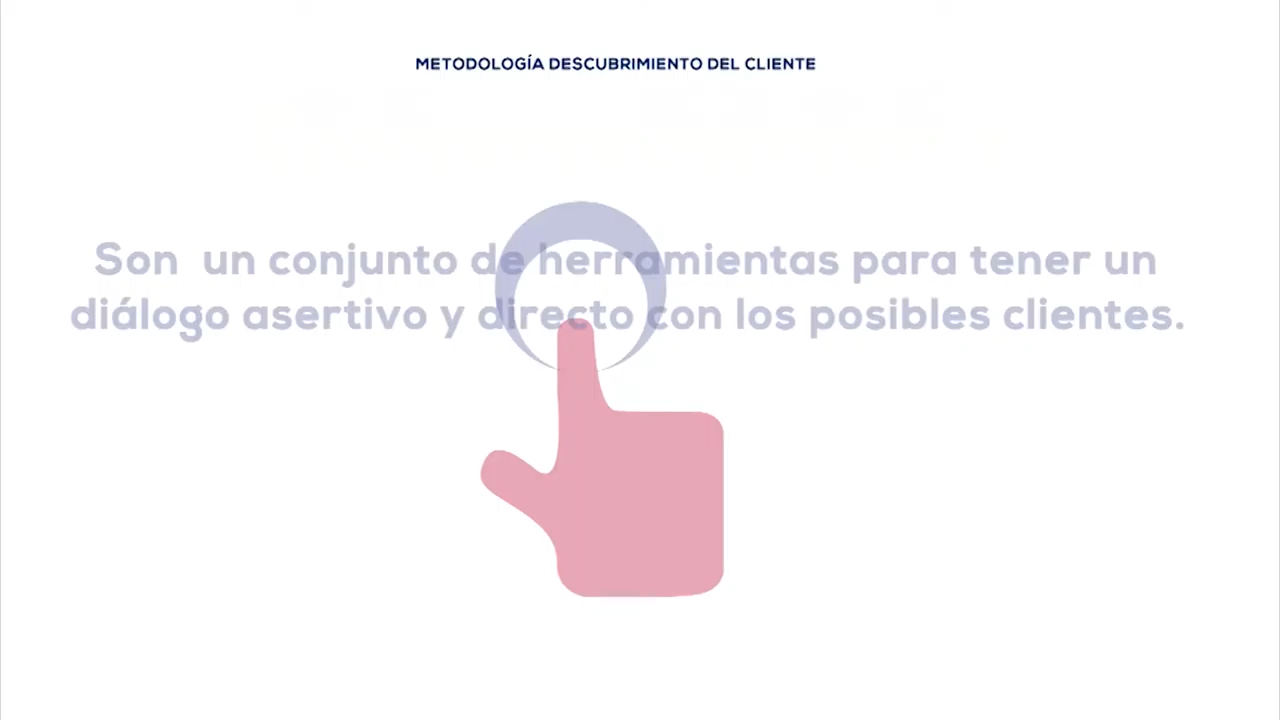 METODOLOGÍA DESCUBRIMIENTO DEL CLIENTE
Son un conjunto de herramientas para tener un
diálogo asertivo y directo con los posibles clientes.